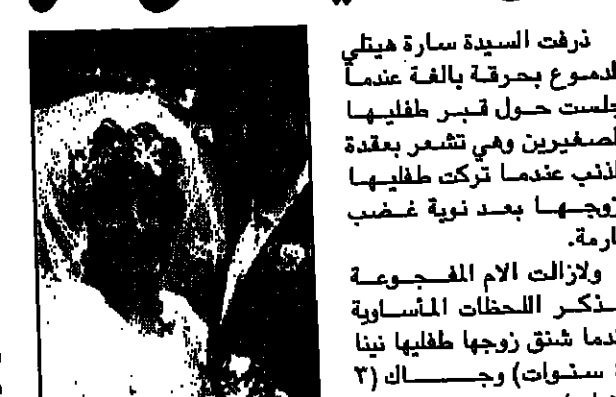 ذرفت السيدة سارة هيتلي
الدموع بحرقة بالغة عندما
جلست حول قبر طفليها
الصغيرين وهي تشعر بعقدة
الذنب عندما تركت طفليها
وزوجها بعد نوبة غضب
عارمة.
ولازالت الام المفجوعة
تذكر اللحظات المأساوية
عندما شنق زوجها طفليها نينا
سنوات) وجاك (٣